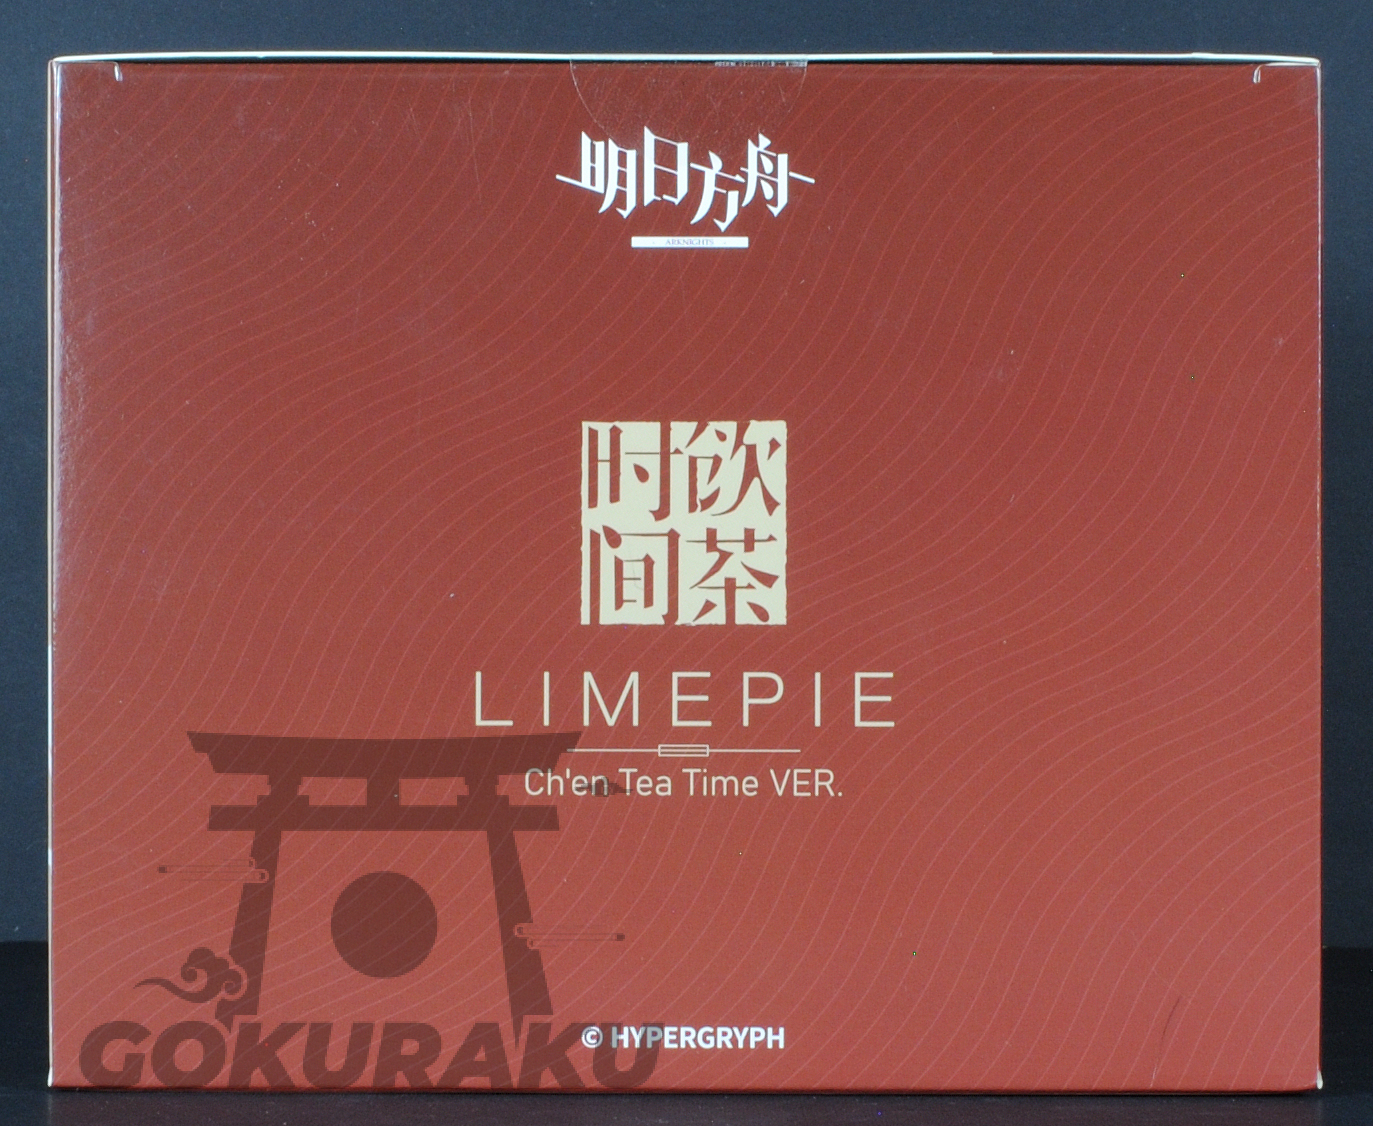 明日方舟
ARKNIGHTS
时饮
间茶
LIMEPIE
Ch'en Tea Time VER.
© HYPERGRYPH
GOKURAKU